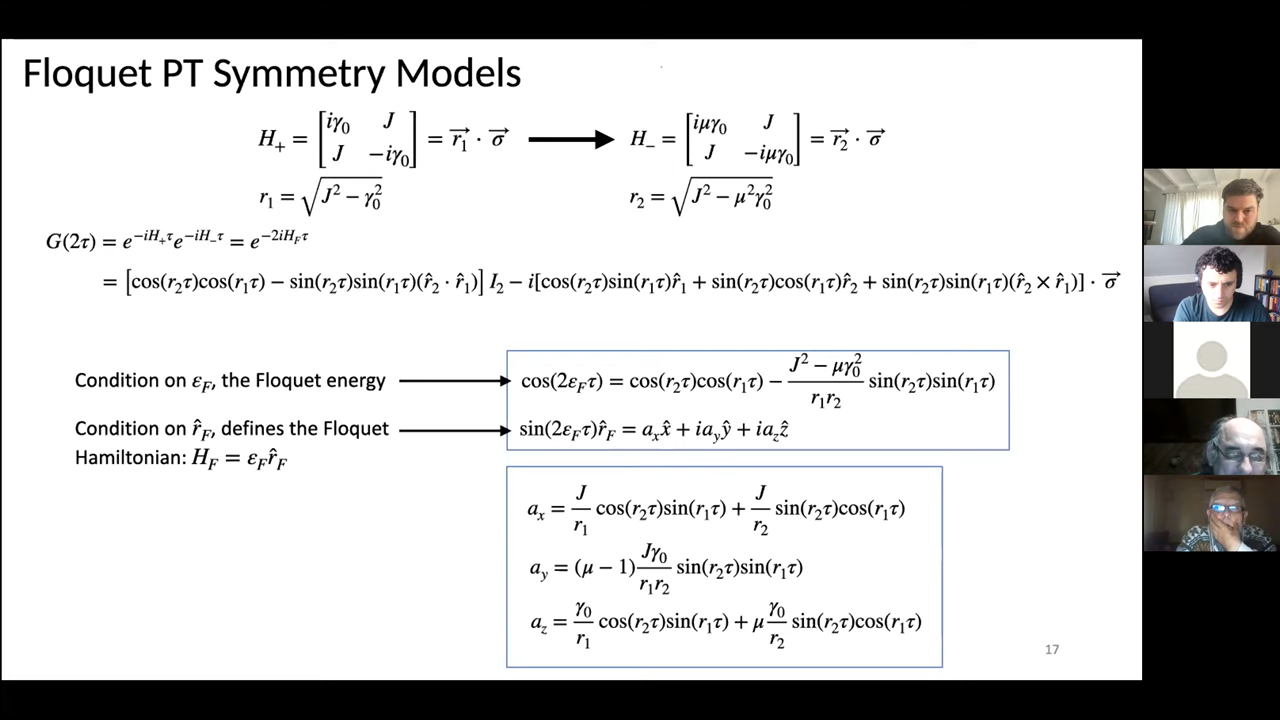 Floquet PT Symmetry Models
H₊ = [iγ₀ J; J −iγ₀] = r⃗₁ · σ⃗ ⟶ H₋ = [iμγ₀ J; J −iμγ₀] = r⃗₂ · σ⃗
r₁ = √(J² − γ₀²) r₂ = √(J² − μ²γ₀²)
G(2τ) = e^{−iH₊τ}e^{−iH₋τ} = e^{−2iH_Fτ}
= [cos(r₂τ)cos(r₁τ) − sin(r₂τ)sin(r₁τ)(r̂₂ · r̂₁)] I₂ − i[cos(r₂τ)sin(r₁τ)r̂₁ + sin(r₂τ)cos(r₁τ)r̂₂ + sin(r₂τ)sin(r₁τ)(r̂₂ × r̂₁)] · σ⃗
Condition on ε_F, the Floquet energy ⟶ cos(2ε_Fτ) = cos(r₂τ)cos(r₁τ) − (J² − μγ₀²)/(r₁r₂) sin(r₂τ)sin(r₁τ)
Condition on r̂_F, defines the Floquet ⟶ sin(2ε_Fτ)r̂_F = aₓx̂ + ia_yŷ + ia_zẑ
Hamiltonian: H_F = ε_Fr̂_F
aₓ = J/r₁ cos(r₂τ)sin(r₁τ) + J/r₂ sin(r₂τ)cos(r₁τ)
a_y = (μ − 1) Jγ₀/(r₁r₂) sin(r₂τ)sin(r₁τ)
a_z = γ₀/r₁ cos(r₂τ)sin(r₁τ) + μ γ₀/r₂ sin(r₂τ)cos(r₁τ)
17